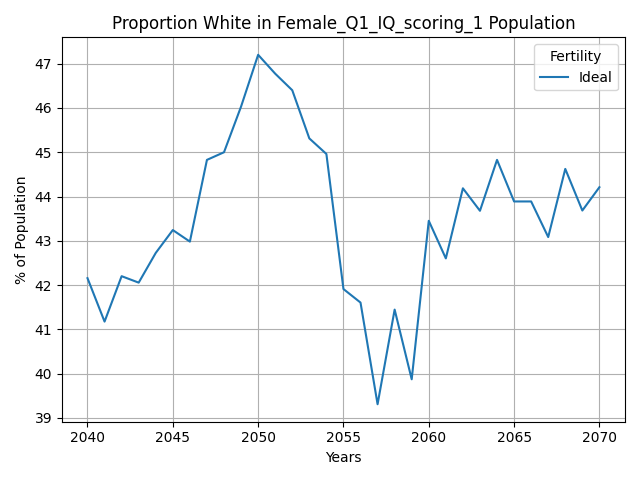 Proportion White in Female_Q1_IQ_scoring_1 Population
Fertility
Ideal
% of Population
47
46
45
44
43
42
41
40
39
2040 2045 2050 2055 2060 2065 2070
Years